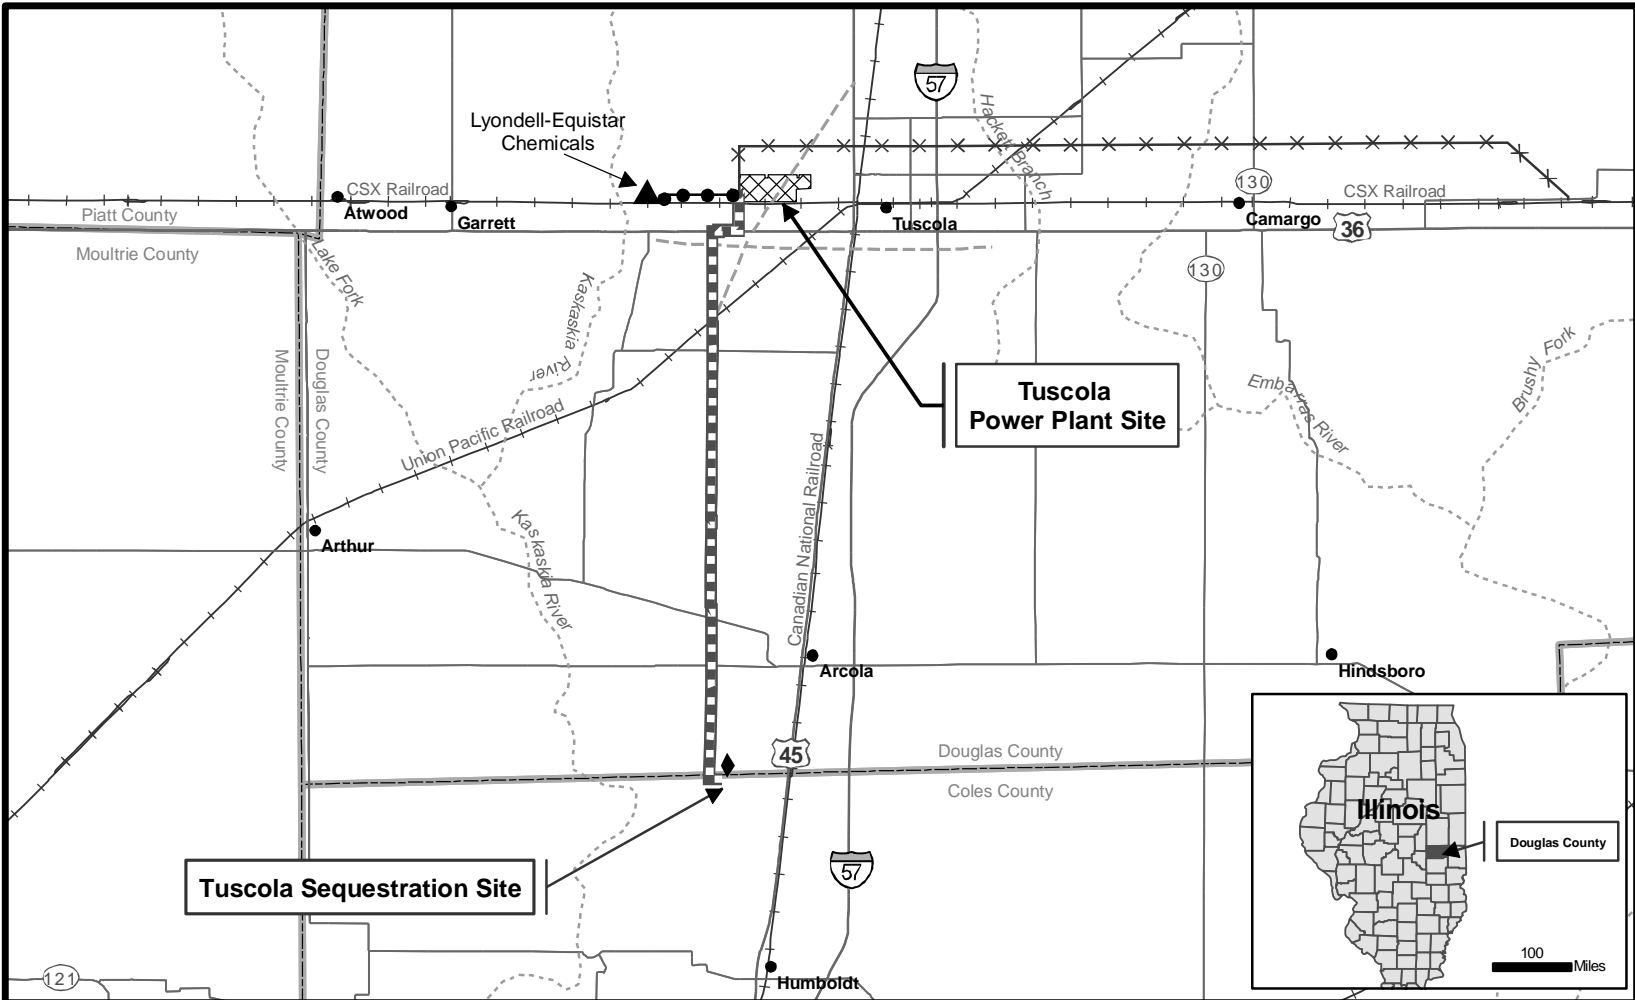 57
Lyondell-Equistar
Chemicals
Hackett Branch
CSX Railroad
130
CSX Railroad
Atwood
Garrett
Piatt County
Tuscola
Camargo
36
Moultrie County
Lake Fork
Kaskaskia
River
130
Moultrie County
Douglas County
Brushy
Fork
Tuscola
Power Plant Site
Embarras River
Union Pacific Railroad
Canadian National Railroad
Kaskaskia River
Arthur
Arcola
Hindsboro
45
Douglas County
Coles County
Illinois
Douglas County
57
Tuscola Sequestration Site
100
Miles
121
Humboldt